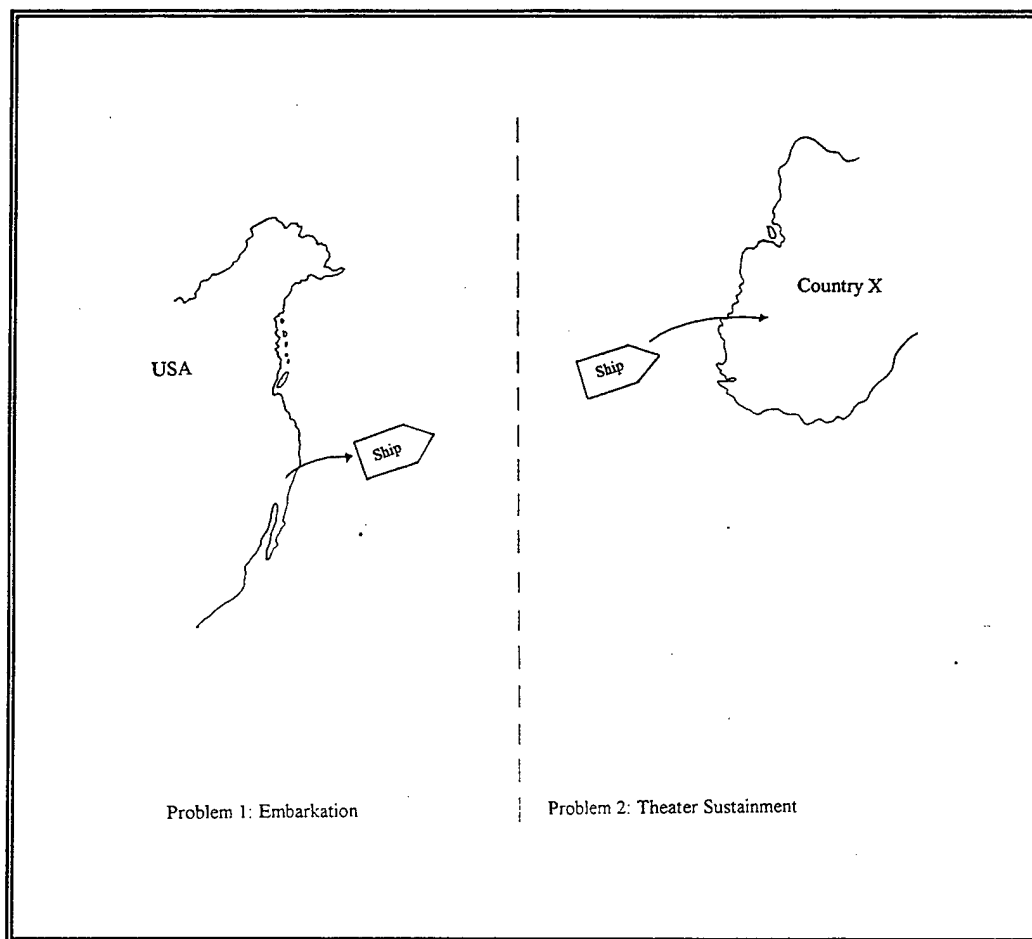 USA
Ship
Problem 1: Embarkation
Country X
Ship
Problem 2: Theater Sustainment